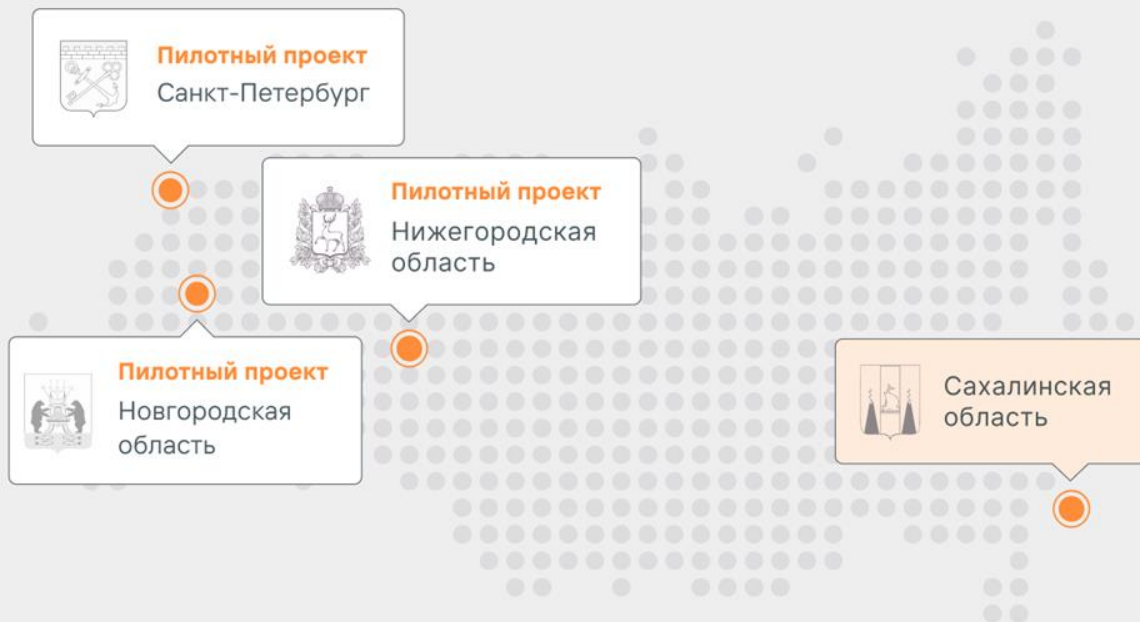 Пилотный проект
Санкт-Петербург
Пилотный проект
Нижегородская
область
Пилотный проект
Новгородская
область
Сахалинская
область